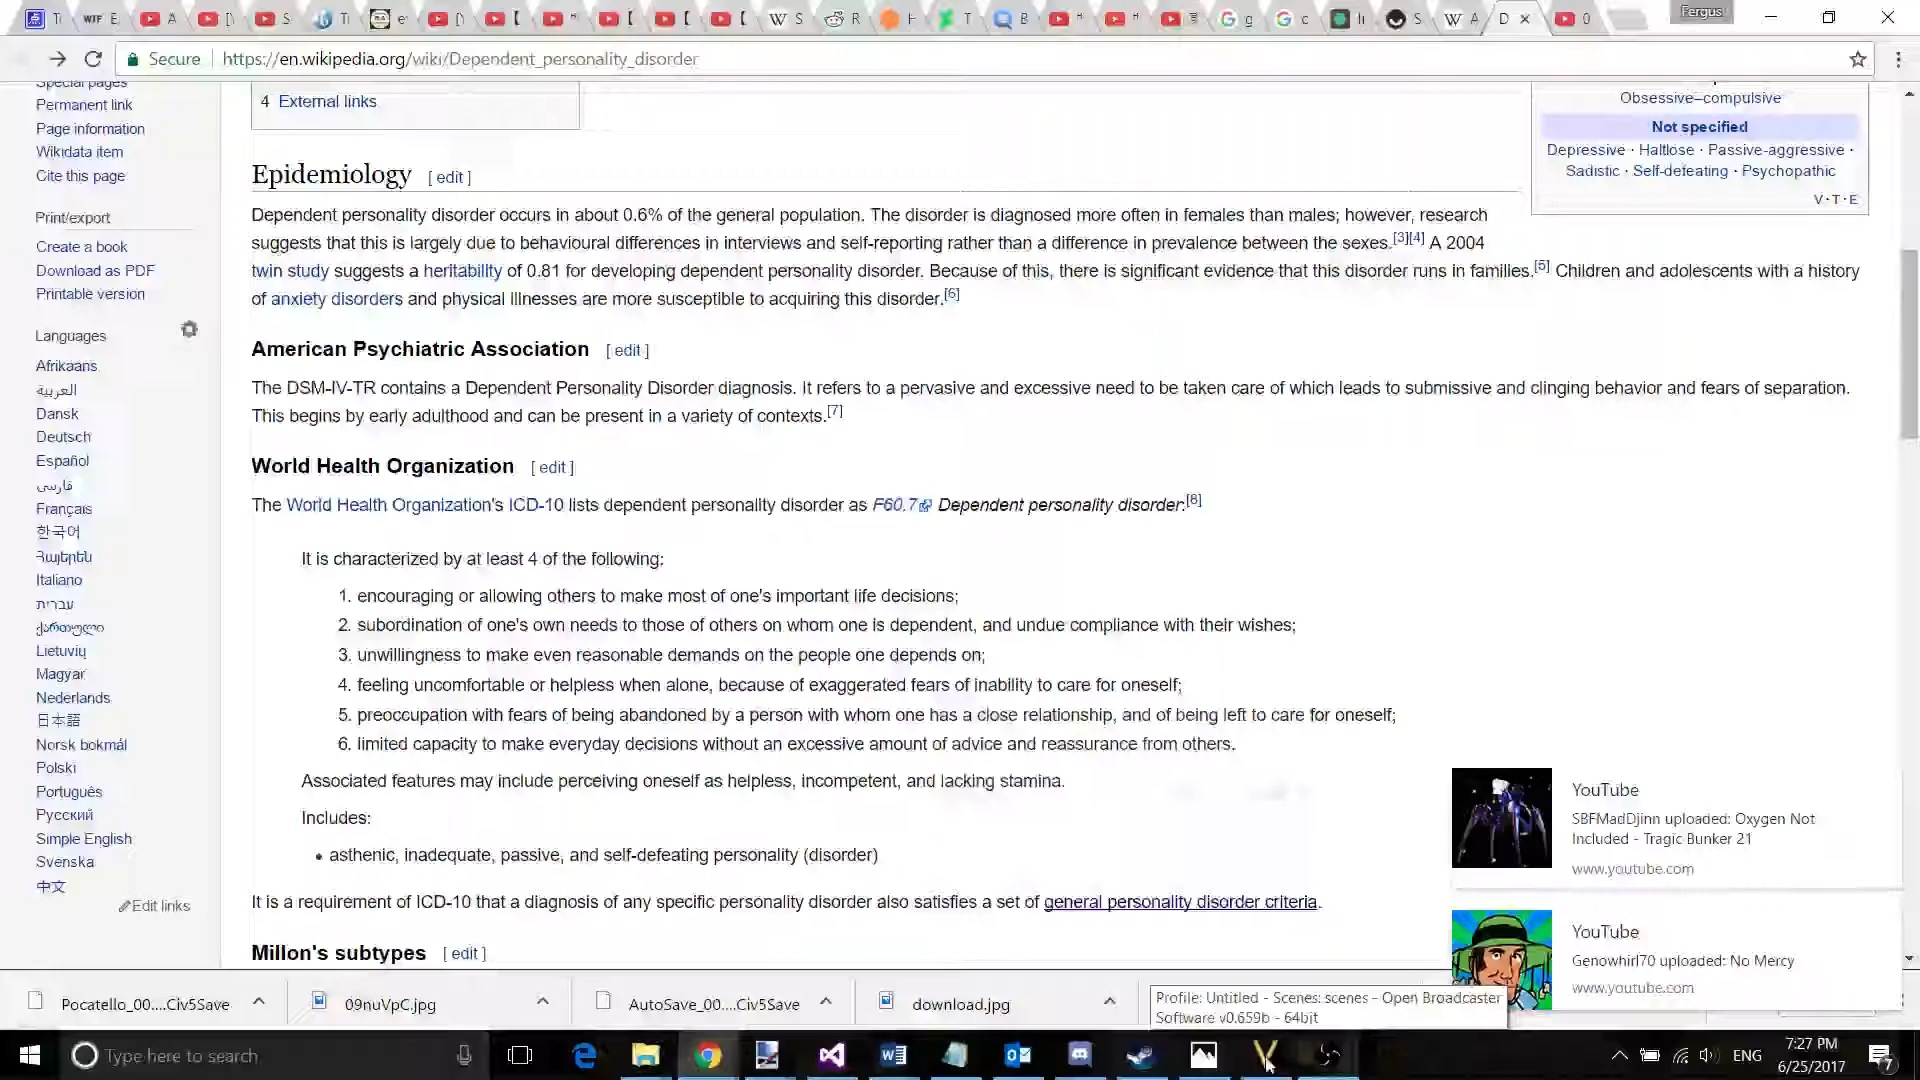 Ti
WIF E
A
[
S
Ti
e
[
[
"
[
[
[
S
R
F
T
B
"
"
g
c
In
S
A
D
0
Fergus
Secure
https://en.wikipedia.org/wiki/Dependent_personality_disorder
Special pages
Permanent link
Page information
Wikidata item
Cite this page
Print/export
Create a book
Download as PDF
Printable version
Languages
Afrikaans
العربية
Dansk
Deutsch
Español
فارسی
Français
한국어
Հայերեն
Italiano
עברית
ქართული
Lietuvių
Magyar
Nederlands
日本語
Norsk bokmål
Polski
Português
Русский
Simple English
Svenska
中文
Edit links
4 External links
Epidemiology [ edit ]
Dependent personality disorder occurs in about 0.6% of the general population. The disorder is diagnosed more often in females than males; however, research
suggests that this is largely due to behavioural differences in interviews and self-reporting rather than a difference in prevalence between the sexes.[3][4] A 2004
twin study suggests a heritability of 0.81 for developing dependent personality disorder. Because of this, there is significant evidence that this disorder runs in families.[5] Children and adolescents with a history
of anxiety disorders and physical illnesses are more susceptible to acquiring this disorder.[6]
American Psychiatric Association [ edit ]
The DSM-IV-TR contains a Dependent Personality Disorder diagnosis. It refers to a pervasive and excessive need to be taken care of which leads to submissive and clinging behavior and fears of separation.
This begins by early adulthood and can be present in a variety of contexts.[7]
World Health Organization [ edit ]
The World Health Organization's ICD-10 lists dependent personality disorder as F60.7 Dependent personality disorder:[8]
It is characterized by at least 4 of the following:
1. encouraging or allowing others to make most of one's important life decisions;
2. subordination of one's own needs to those of others on whom one is dependent, and undue compliance with their wishes;
3. unwillingness to make even reasonable demands on the people one depends on;
4. feeling uncomfortable or helpless when alone, because of exaggerated fears of inability to care for oneself;
5. preoccupation with fears of being abandoned by a person with whom one has a close relationship, and of being left to care for oneself;
6. limited capacity to make everyday decisions without an excessive amount of advice and reassurance from others.
Associated features may include perceiving oneself as helpless, incompetent, and lacking stamina.
Includes:
• asthenic, inadequate, passive, and self-defeating personality (disorder)
It is a requirement of ICD-10 that a diagnosis of any specific personality disorder also satisfies a set of general personality disorder criteria.
Millon's subtypes [ edit ]
Obsessive–compulsive
Not specified
Depressive · Haltlose · Passive-aggressive ·
Sadistic · Self-defeating · Psychopathic
V · T · E
YouTube
SBFMadDjinn uploaded: Oxygen Not
Included - Tragic Bunker 21
www.youtube.com
YouTube
Genowhirl70 uploaded: No Mercy
www.youtube.com
Pocatello_00....Civ5Save
09nuVpC.jpg
AutoSave_00....Civ5Save
download.jpg
Profile: Untitled - Scenes: scenes - Open Broadcaster
Software v0.659b - 64bit
Type here to search
ENG
7:27 PM
6/25/2017
7